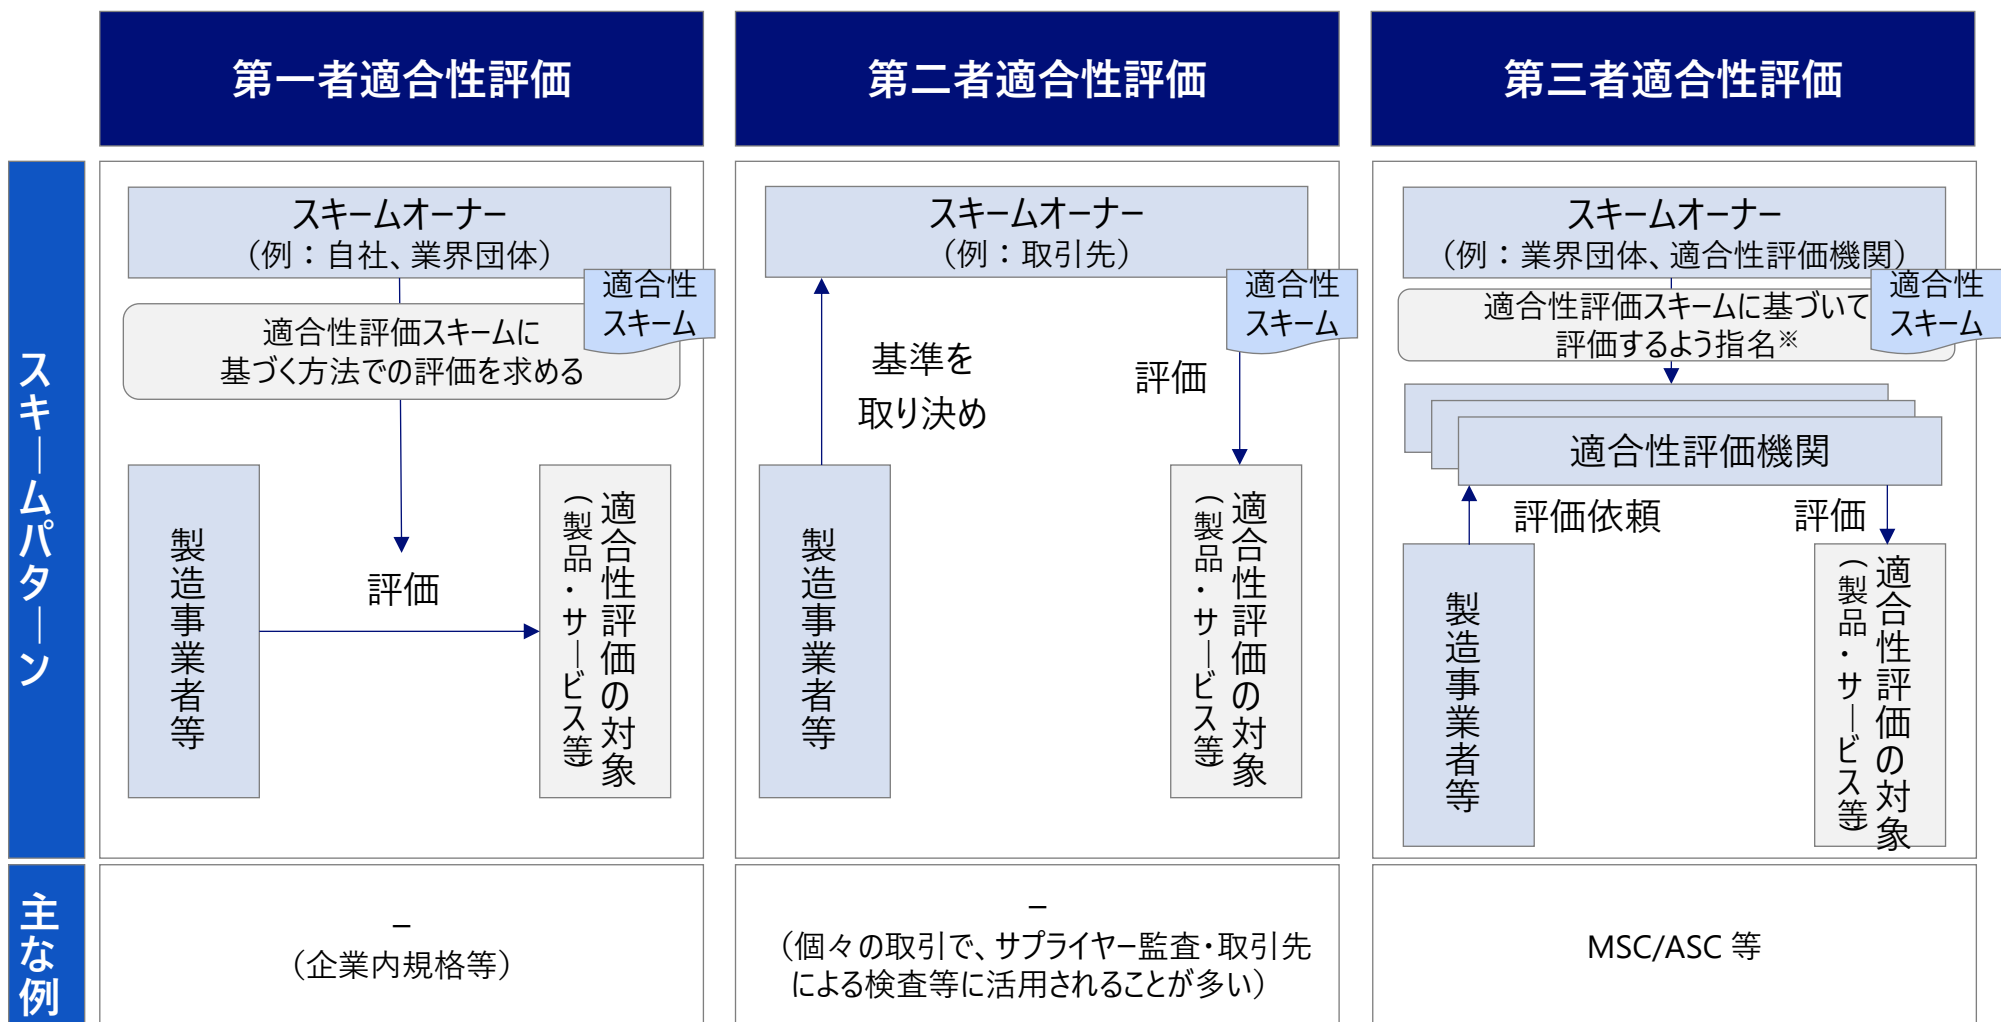 第一者適合性評価
第二者適合性評価
第三者適合性評価
スキームパターン
スキームオーナー
（例：自社、業界団体）
適合性
スキーム
適合性評価スキームに
基づく方法での評価を求める
製造事業者等
評価
適合性評価の対象
（製品・サービス等）
スキームオーナー
（例：取引先）
適合性
スキーム
基準を
取り決め
評価
製造事業者等
適合性評価の対象
（製品・サービス等）
スキームオーナー
（例：業界団体、適合性評価機関）
適合性
スキーム
適合性評価スキームに基づいて
評価するよう指名※
適合性評価機関
評価依頼
評価
製造事業者等
適合性評価の対象
（製品・サービス等）
主な例
–
（企業内規格等）
–
（個々の取引で、サプライヤー監査・取引先
による検査等に活用されることが多い）
MSC/ASC 等